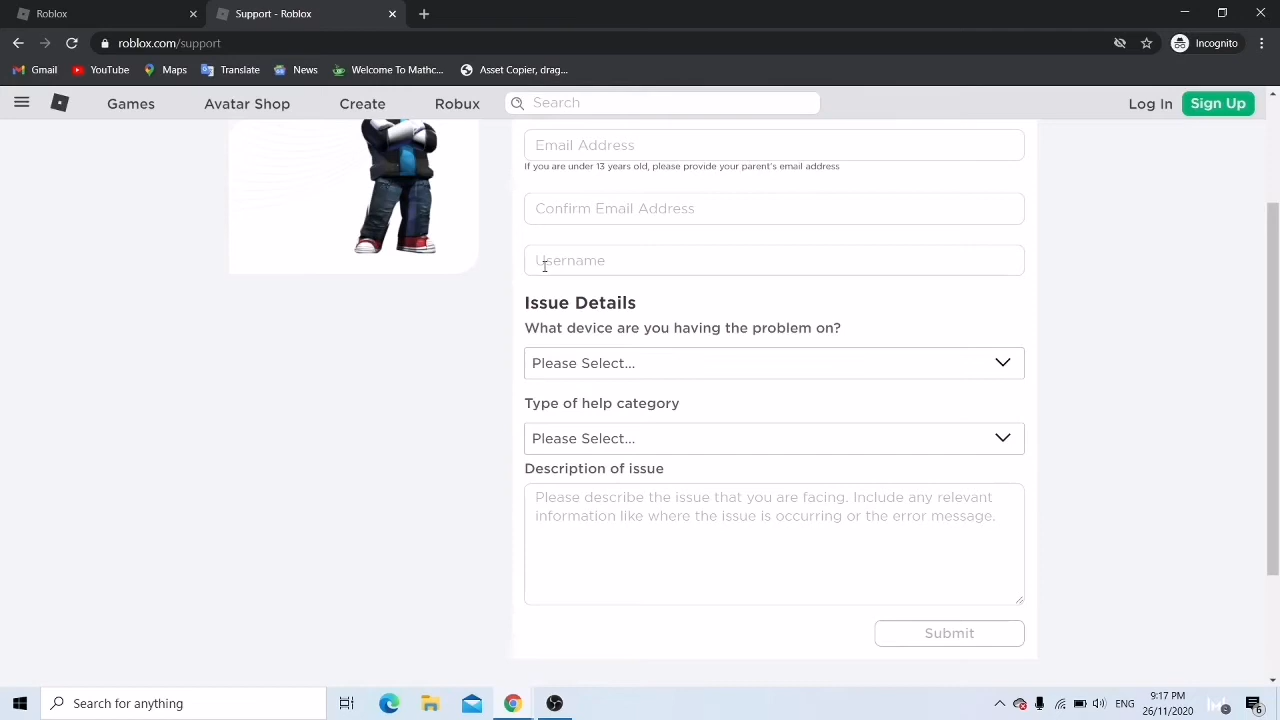 Roblox
Support - Roblox
roblox.com/support
Incognito
Gmail
YouTube
Maps
Translate
News
Welcome To Mathc...
Asset Copier, drag...
Games
Avatar Shop
Create
Robux
Search
Log In
Sign Up
Email Address
If you are under 13 years old, please provide your parent's email address
Confirm Email Address
Username
Issue Details
What device are you having the problem on?
Please Select...
Type of help category
Please Select...
Description of issue
Please describe the issue that you are facing. Include any relevant
information like where the issue is occurring or the error message.
Submit
Search for anything
ENG
9:17 PM
26/11/2020
6